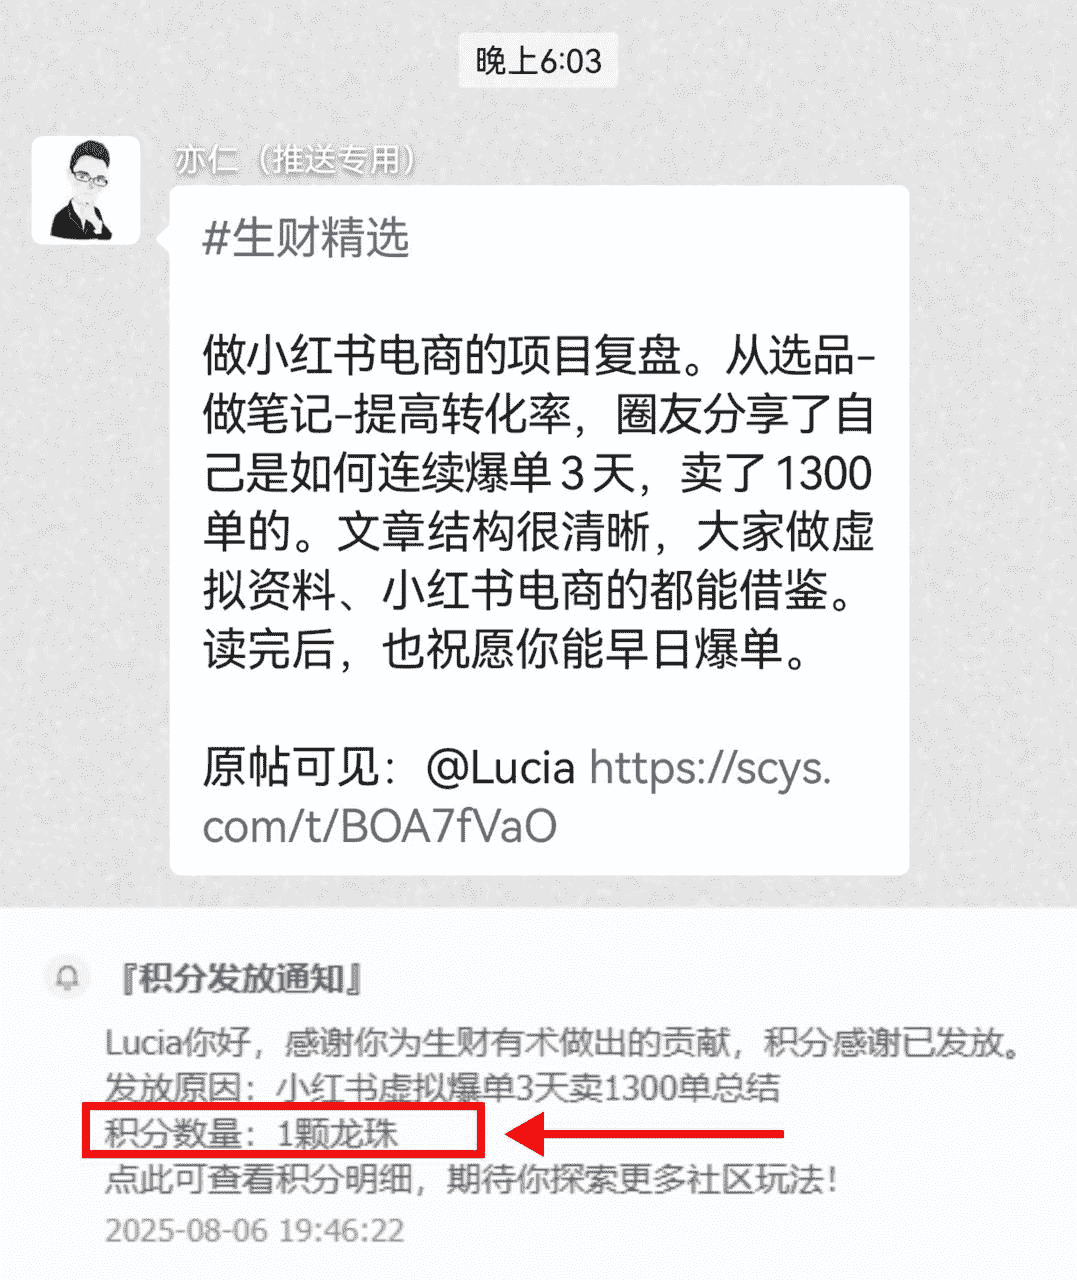 晚上6:03
亦仁（推送专用）
#生财精选
做小红书电商的项目复盘。从选品-
做笔记-提高转化率，圈友分享了自
己是如何连续爆单3天，卖了1300
单的。文章结构很清晰，大家做虚
拟资料、小红书电商的都能借鉴。
读完后，也祝愿你能早日爆单。
原帖可见：@Lucia https://scys.
com/t/BOA7fVaO
『积分发放通知』
Lucia你好，感谢你为生财有术做出的贡献，积分感谢已发放。
发放原因：小红书虚拟爆单3天卖1300单总结
积分数量：1颗龙珠
点此可查看积分明细，期待你探索更多社区玩法！
2025-08-06 19:46:22